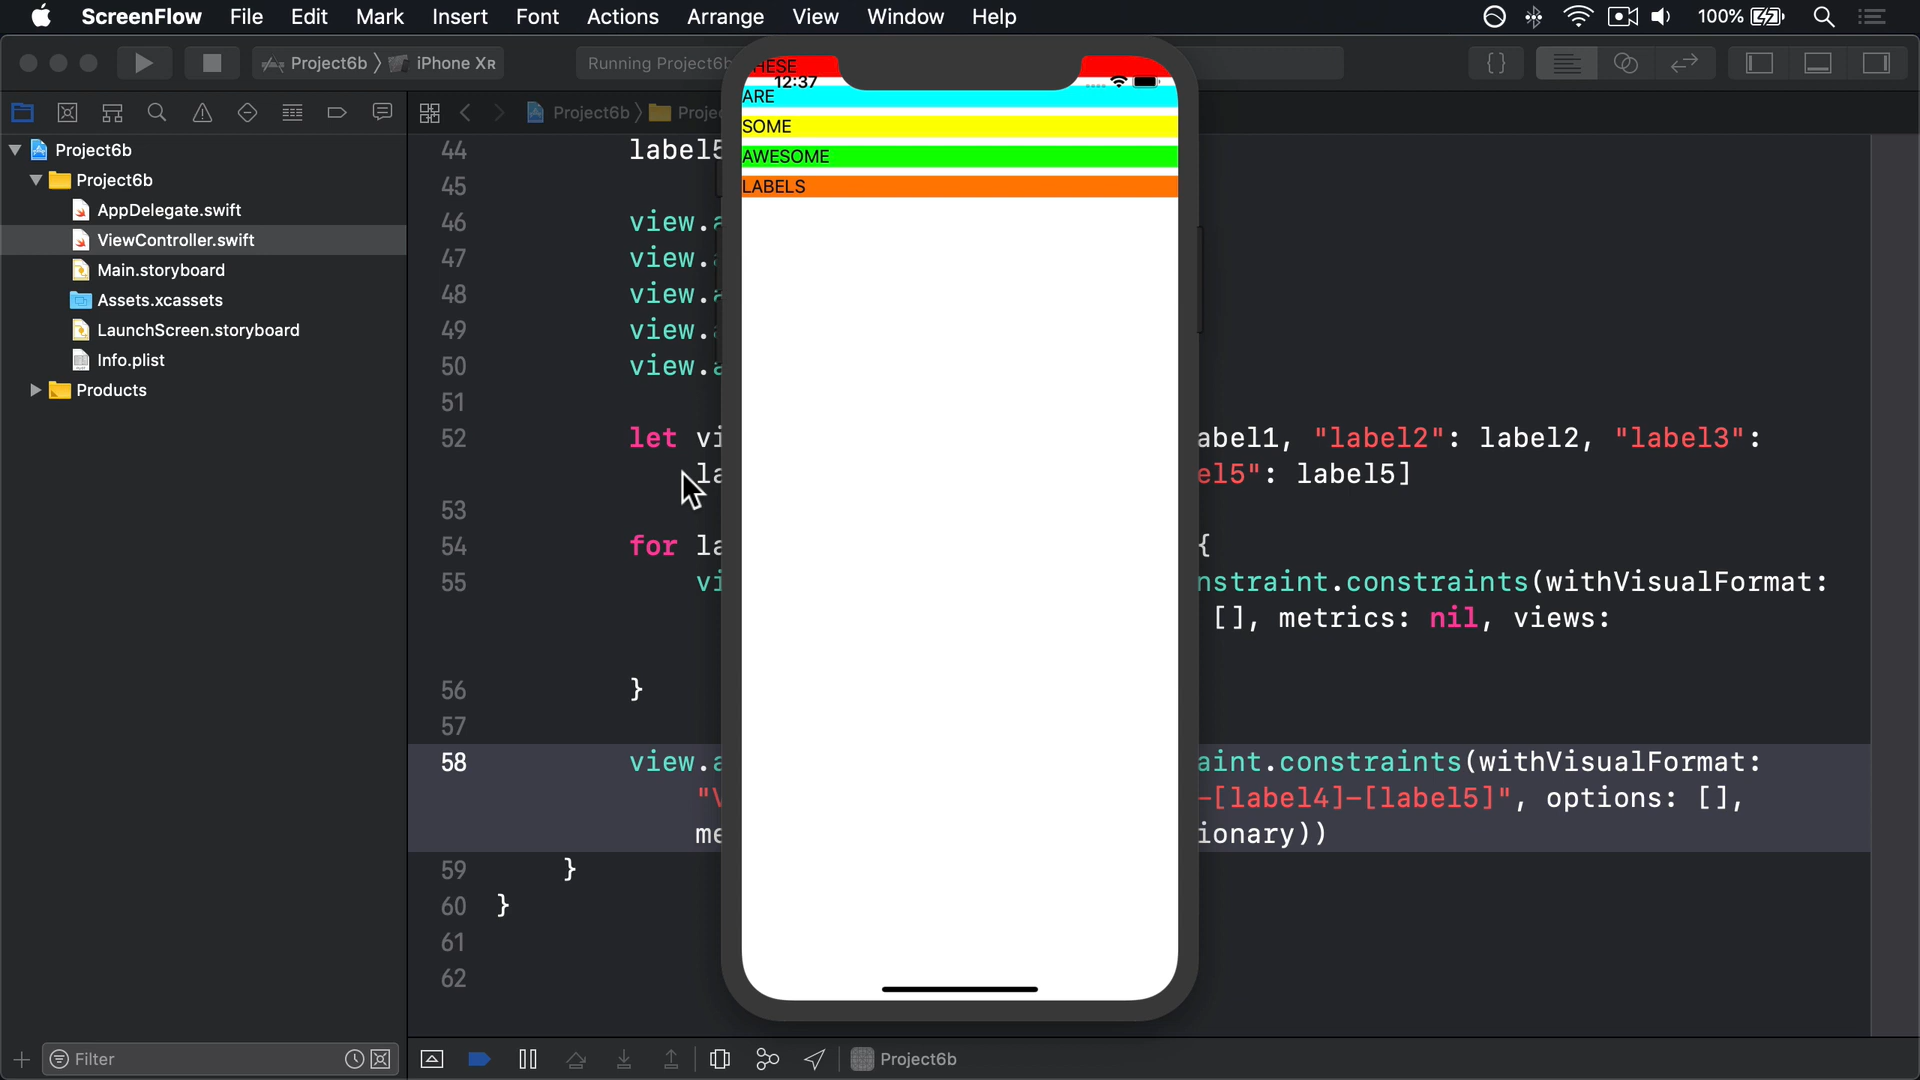 ScreenFlow File Edit Mark Insert Font Actions Arrange View Window Help 100%
Project6b iPhone XR Running Project6b
Project6b
Project6b
Project6b
AppDelegate.swift
ViewController.swift
Main.storyboard
Assets.xcassets
LaunchScreen.storyboard
Info.plist
Products
44 label5
45
46 view.a
47 view.a
48 view.a
49 view.a
50 view.a
51
52 let vi abel1, "label2": label2, "label3":
la el5": label5]
53
54 for la {
55 vi nstraint.constraints(withVisualFormat:
[], metrics: nil, views:
56 }
57
58 view.a aint.constraints(withVisualFormat:
"V -[label4]-[label5]", options: [],
me ionary))
59 }
60 }
61
62
HESE
12:37
ARE
SOME
AWESOME
LABELS
Filter
Project6b